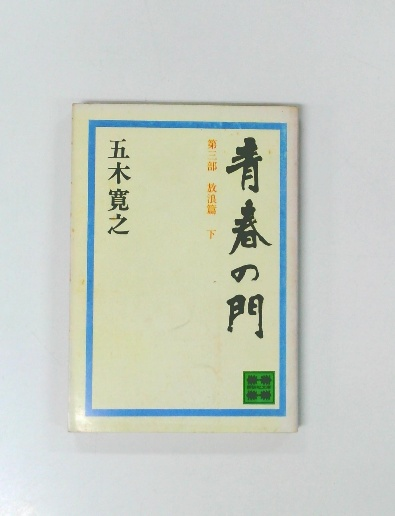 青春の門
第三部 放浪篇 下
五木寛之